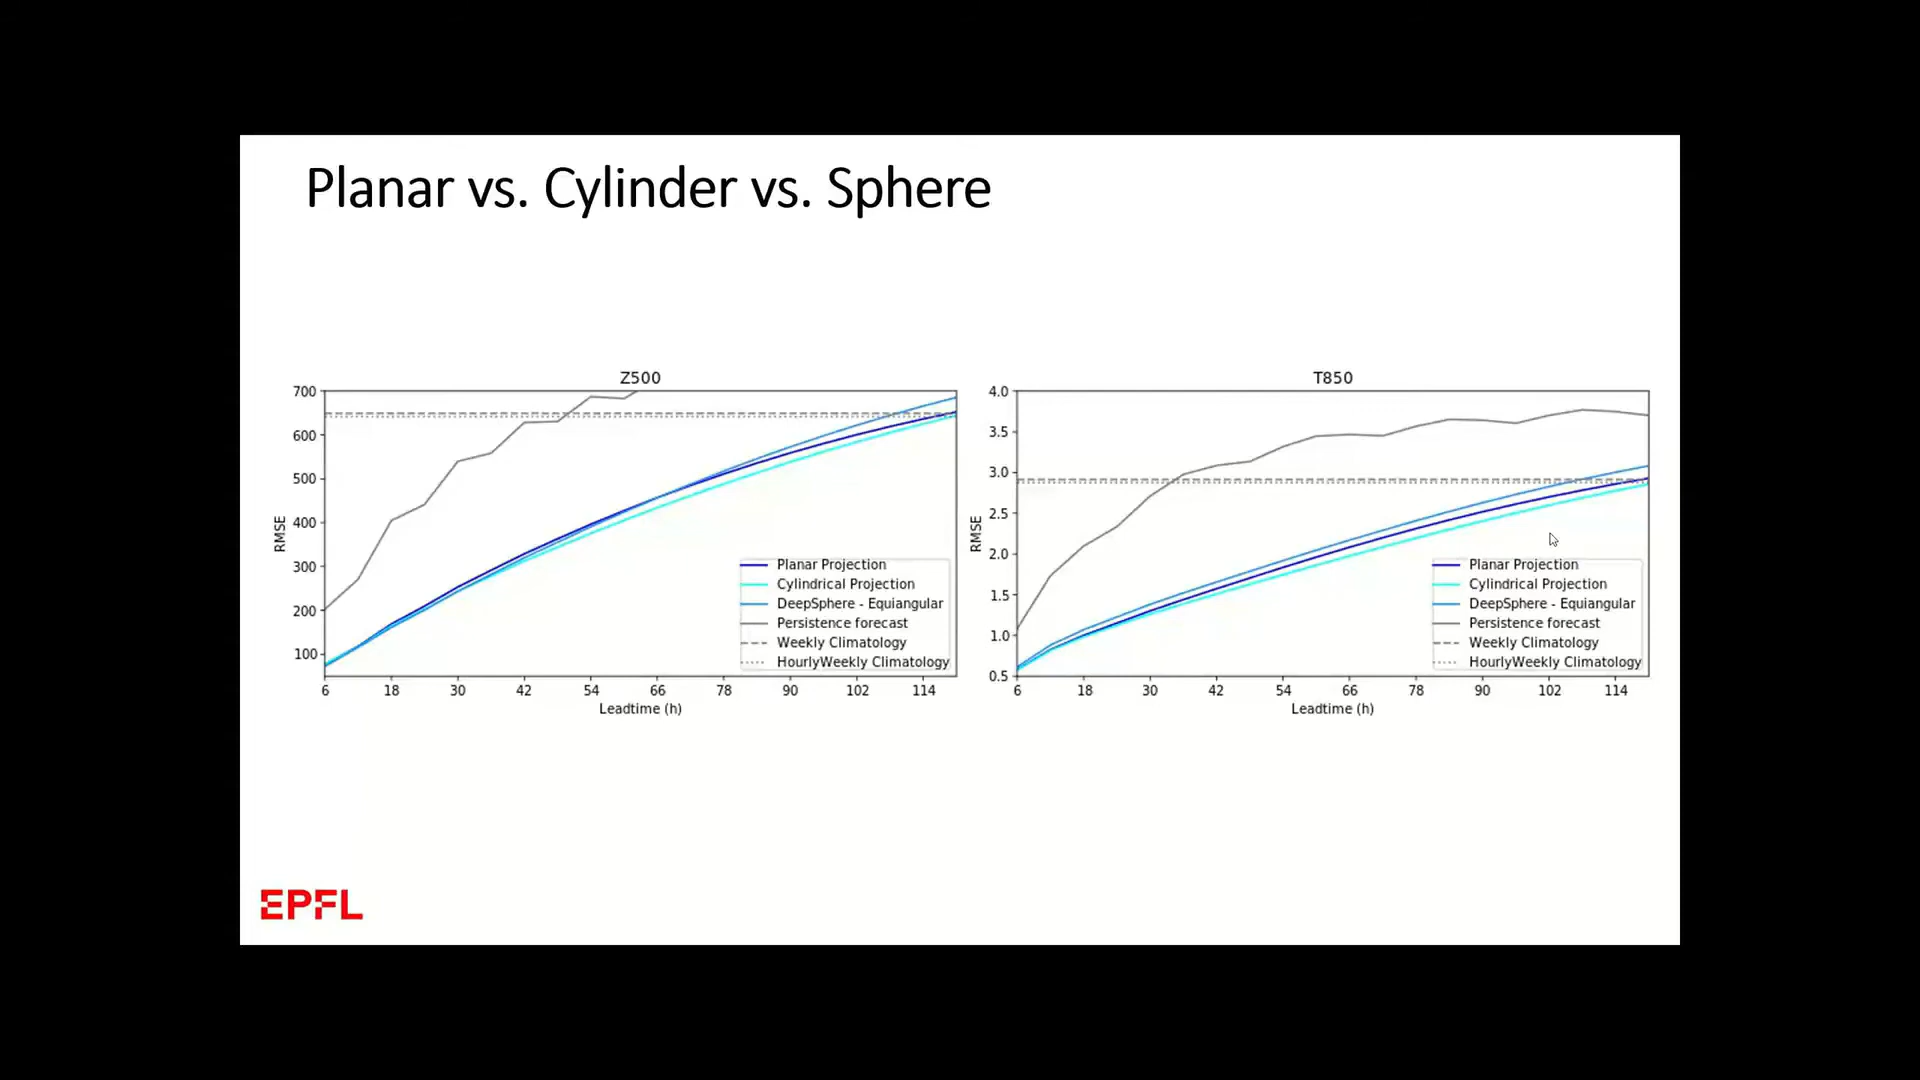 Planar vs. Cylinder vs. Sphere
Z500
700
600
500
400
300
200
100
RMSE
6 18 30 42 54 66 78 90 102 114
Leadtime (h)
Planar Projection
Cylindrical Projection
DeepSphere - Equiangular
Persistence forecast
Weekly Climatology
HourlyWeekly Climatology
T850
4.0
3.5
3.0
2.5
2.0
1.5
1.0
0.5
RMSE
6 18 30 42 54 66 78 90 102 114
Leadtime (h)
Planar Projection
Cylindrical Projection
DeepSphere - Equiangular
Persistence forecast
Weekly Climatology
HourlyWeekly Climatology
EPFL